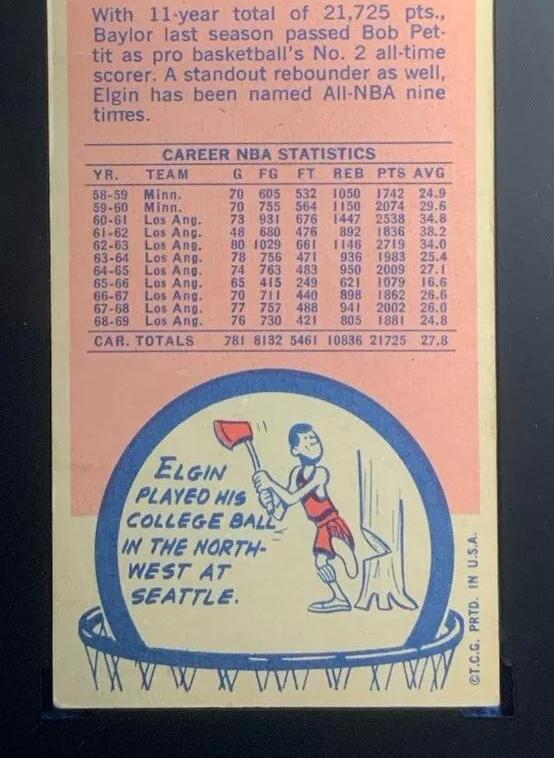 With 11-year total of 21,725 pts.,
Baylor last season passed Bob Pet-
tit as pro basketball's No. 2 all-time
scorer. A standout rebounder as well,
Elgin has been named All-NBA nine
times.
CAREER NBA STATISTICS
YR. TEAM G FG FT REB PTS AVG
58-59 Minn. 70 605 532 1050 1742 24.9
59-60 Minn. 70 755 564 1150 2074 29.6
60-61 Los Ang. 73 931 676 1447 2538 34.8
61-62 Los Ang. 48 680 476 892 1836 38.2
62-63 Los Ang. 80 1029 661 1146 2719 34.0
63-64 Los Ang. 78 756 471 936 1983 25.4
64-65 Los Ang. 74 763 483 950 2009 27.1
65-66 Los Ang. 65 415 249 621 1079 16.6
66-67 Los Ang. 70 711 440 898 1862 26.6
67-68 Los Ang. 77 757 488 941 2002 26.0
68-69 Los Ang. 76 730 421 805 1881 24.8
CAR. TOTALS 781 8132 5461 10836 21725 27.8
ELGIN
PLAYED HIS
COLLEGE BALL
IN THE NORTH-
WEST AT
SEATTLE.
©T.C.G. PRTD. IN U.S.A.